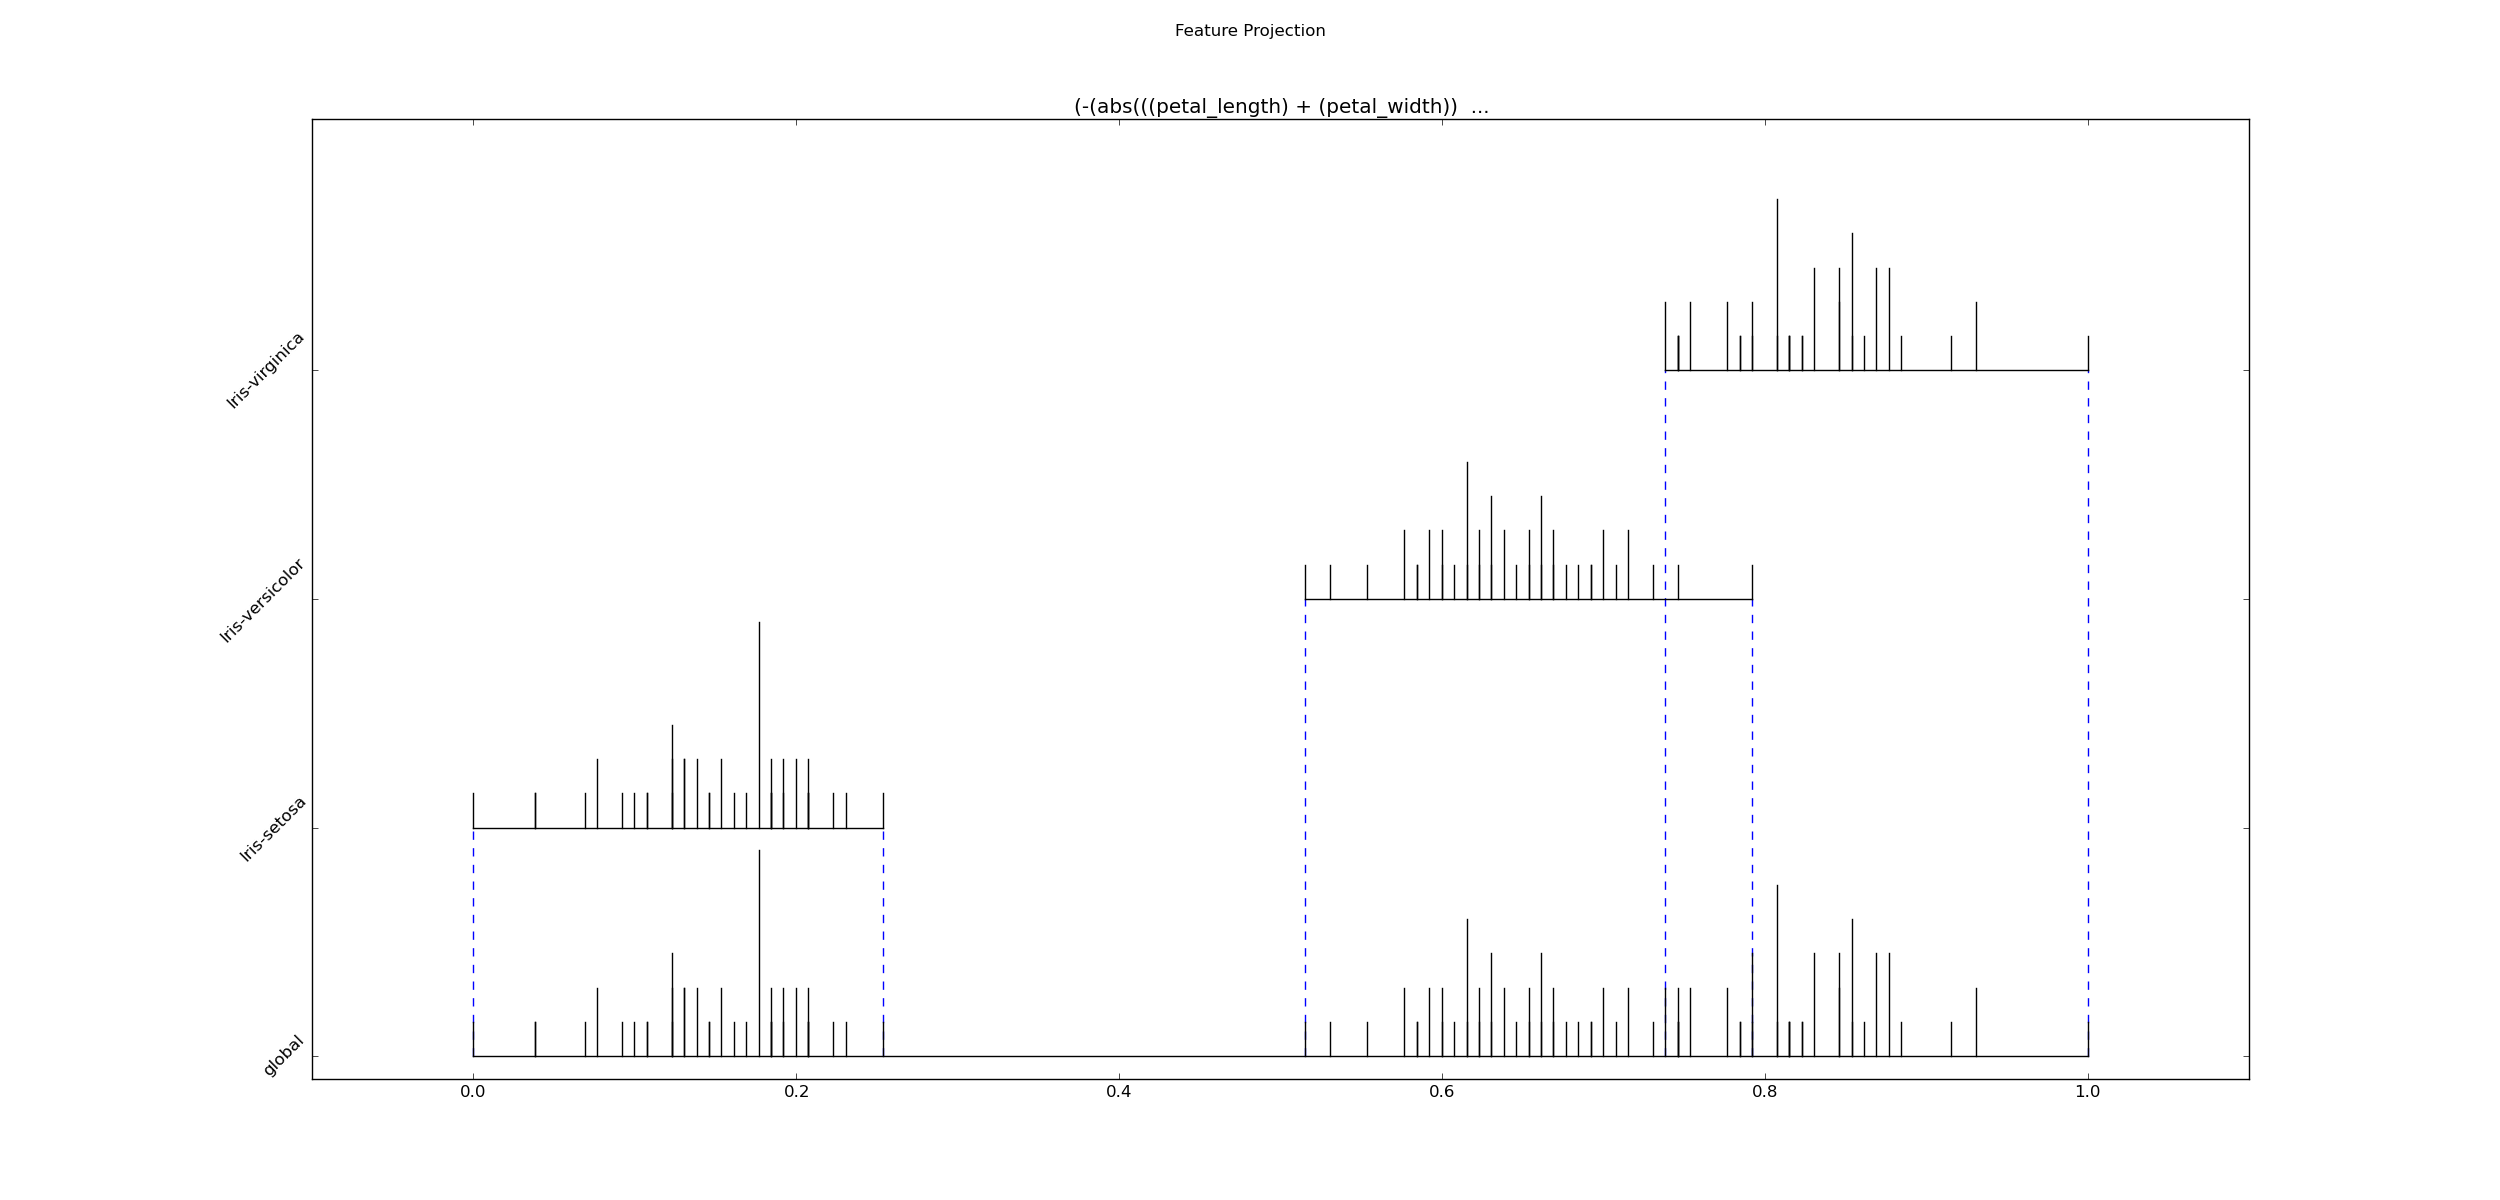 Feature Projection
(-(abs(((petal_length) + (petal_width))  ...
Iris-virginica
Iris-versicolor
Iris-setosa
global
0.0 0.2 0.4 0.6 0.8 1.0